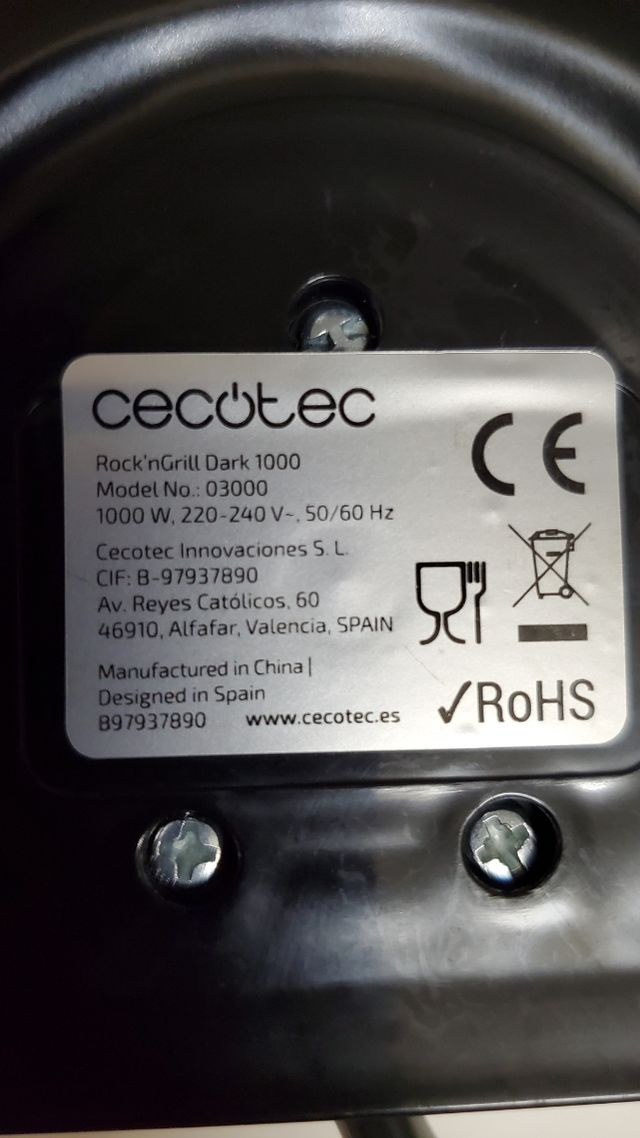 cecotec
Rock'nGrill Dark 1000
Model No.: 03000
1000 W, 220-240 V~, 50/60 Hz
Cecotec Innovaciones S. L.
CIF: B-97937890
Av. Reyes Católicos, 60
46910, Alfafar, Valencia, SPAIN
Manufactured in China |
Designed in Spain
B97937890 www.cecotec.es
CE
✓RoHS